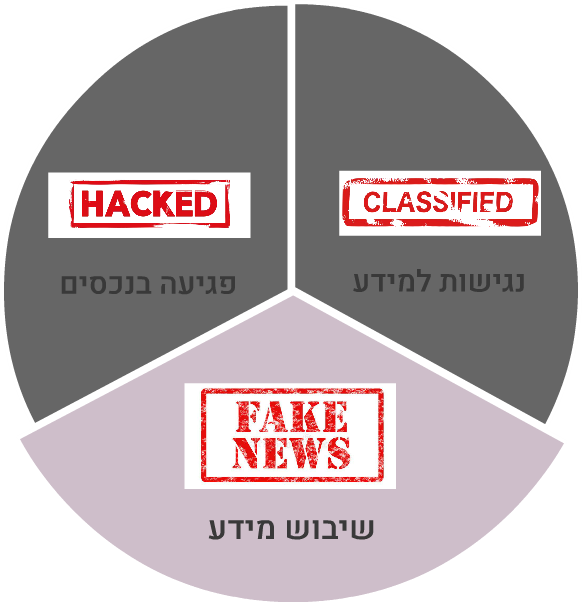 CLASSIFIED
נגישות למידע
HACKED
פגיעה בנכסים
FAKE
NEWS
שיבוש מידע